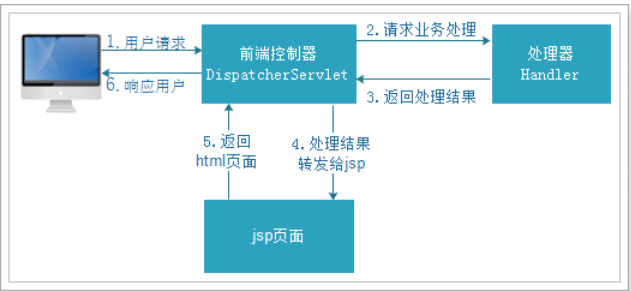 1.用户请求
6.响应用户
前端控制器
DispatcherServlet
2.请求业务处理
3.返回处理结果
处理器
Handler
5.返回
html页面
4.处理结果
转发给jsp
jsp页面